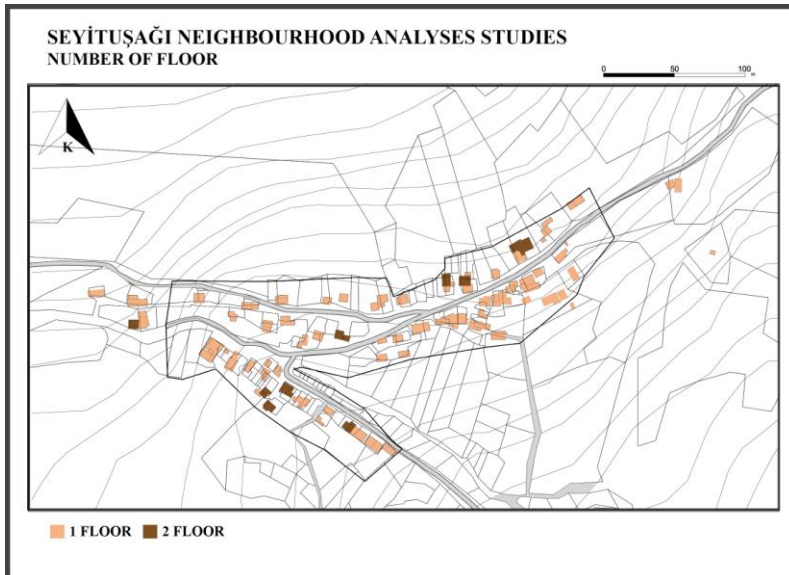 SEYİTUŞAĞI NEIGHBOURHOOD ANALYSES STUDIES
NUMBER OF FLOOR
0 50 100
m
K
1 FLOOR 2 FLOOR